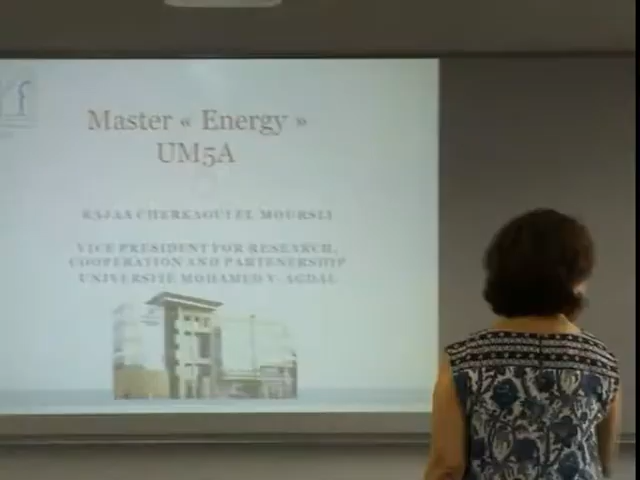 f
Master « Energy »
UM5A
RAJAA CHERKAOUI EL MOURSLI
VICE PRESIDENT FOR RESEARCH,
COOPERATION AND PARTENERSHIP
UNIVERSITE MOHAMED V- AGDAL